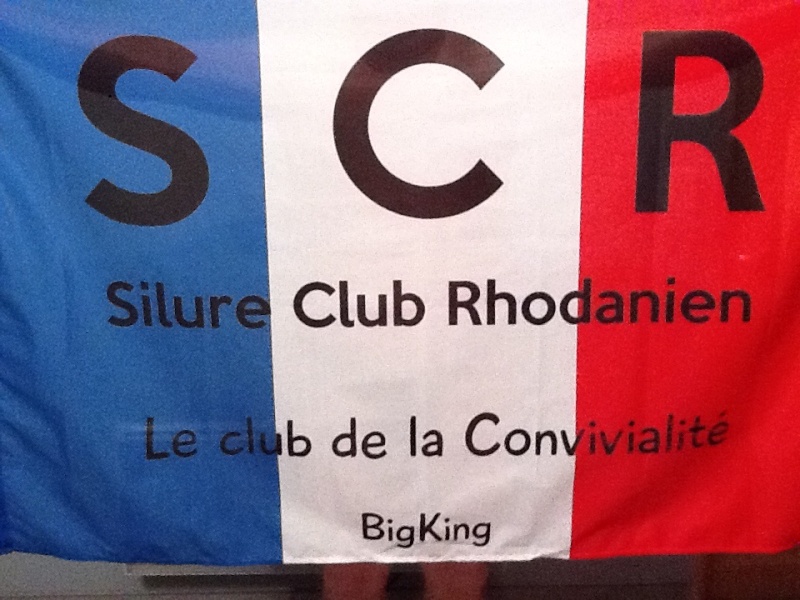 S C R
Silure Club Rhodanien
Le club de la Convivialité
BigKing